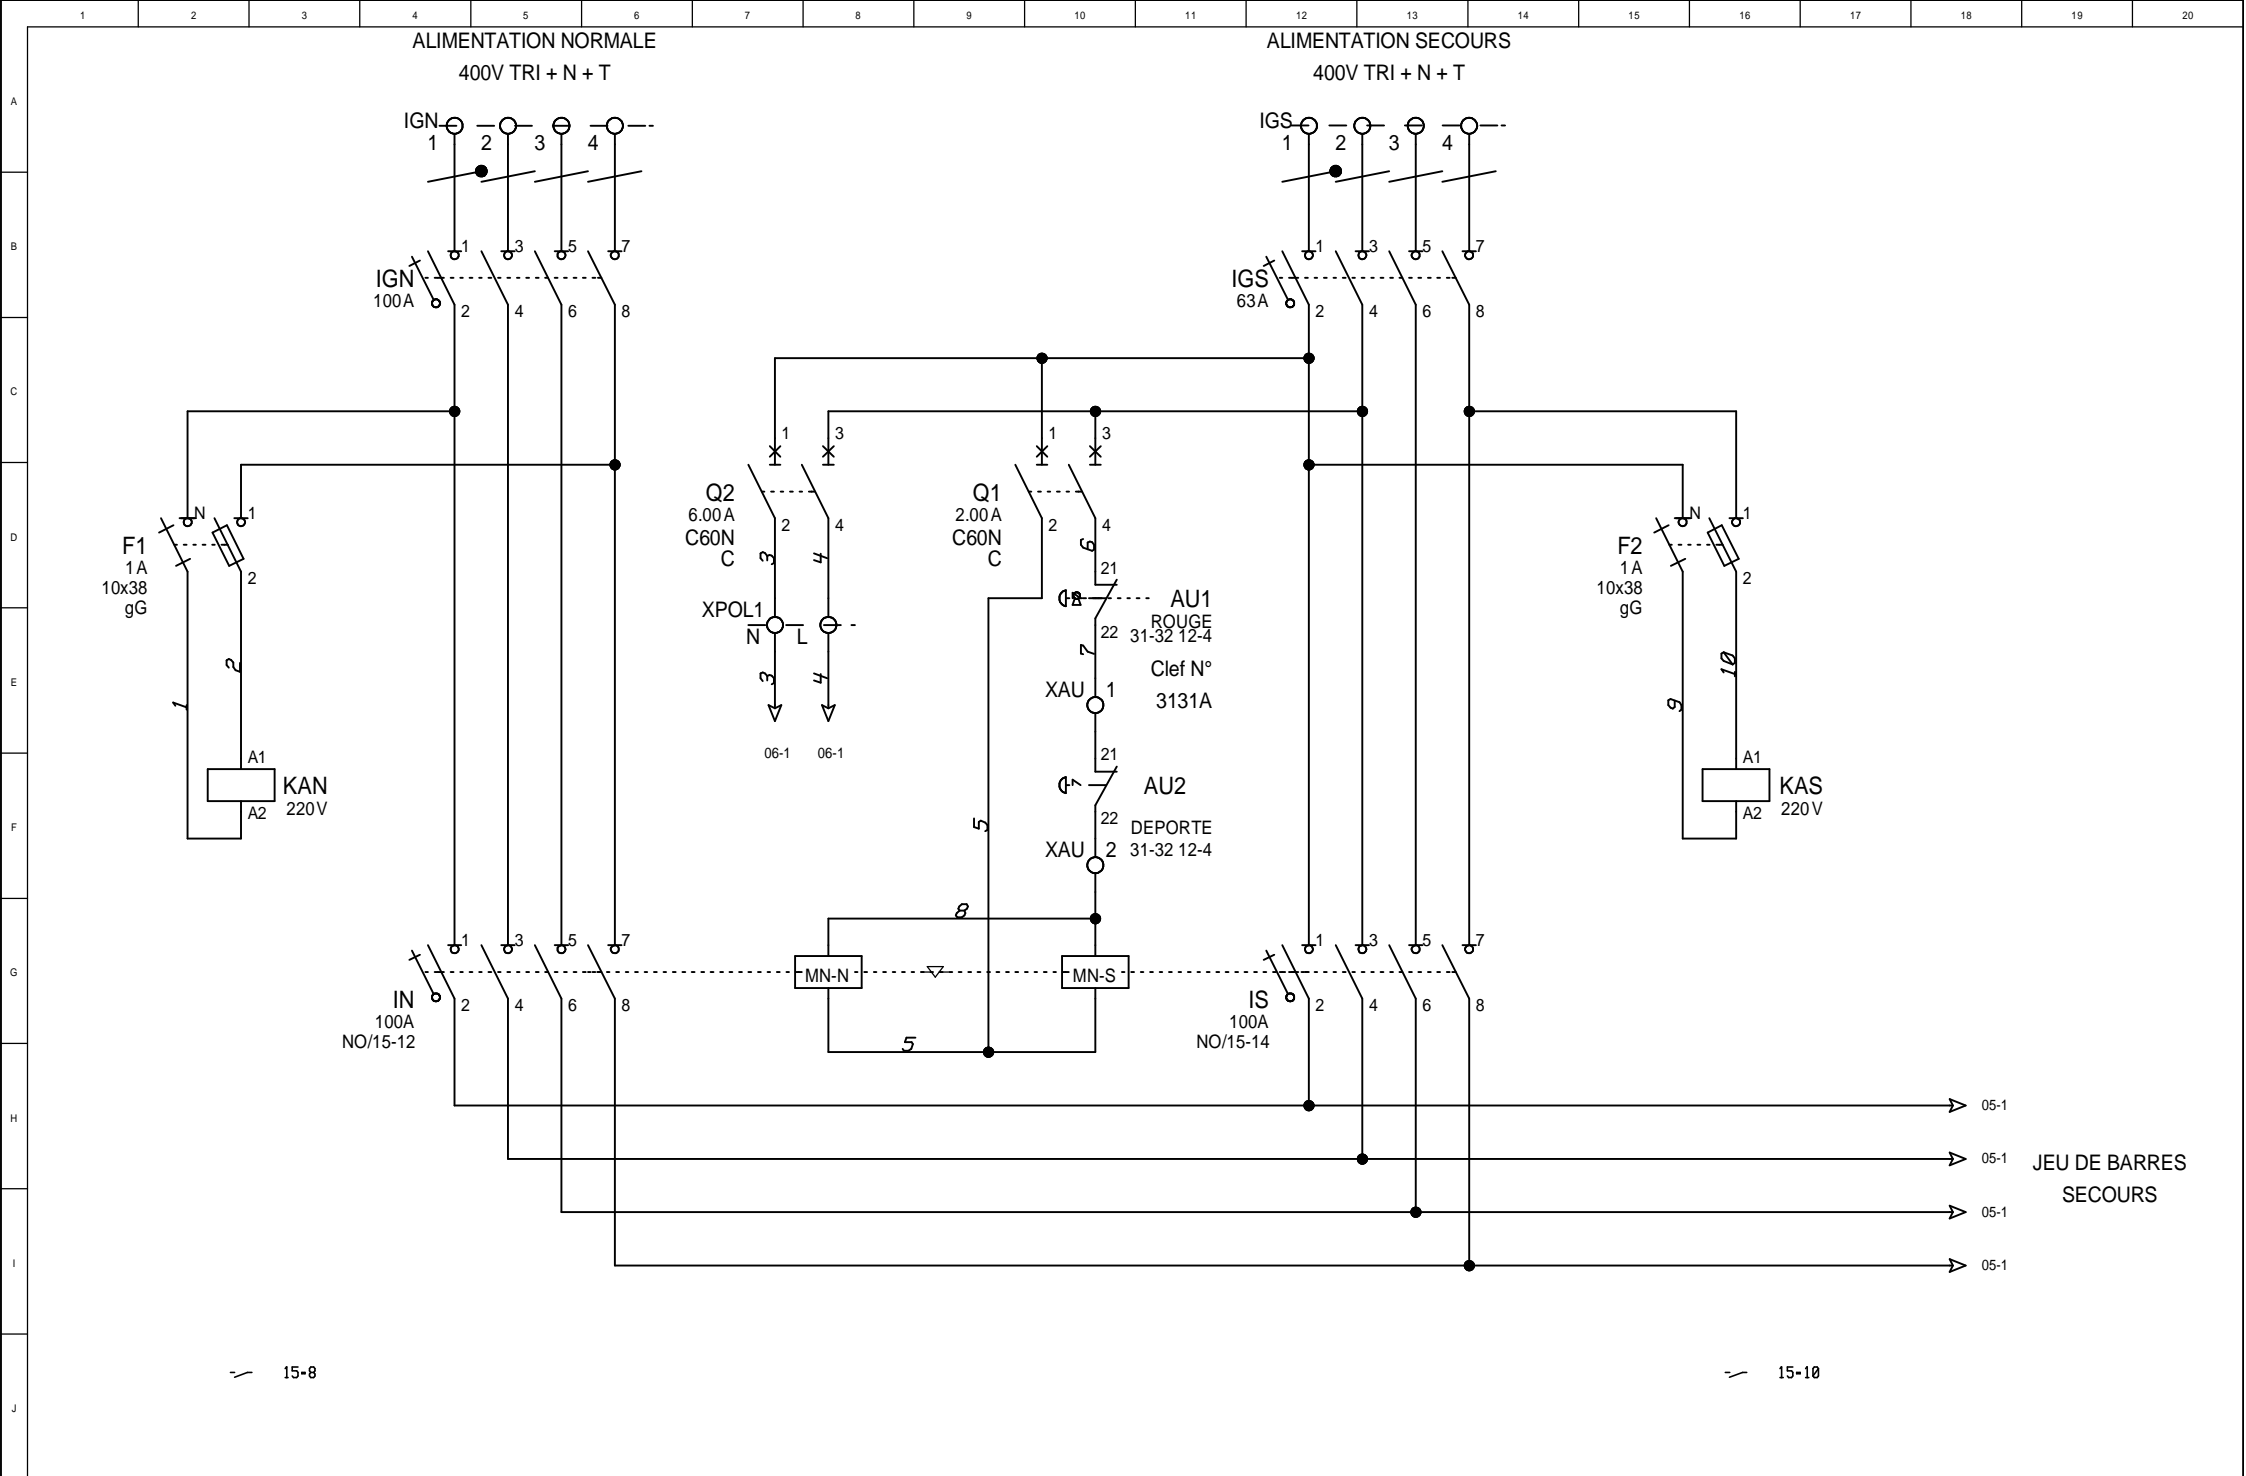 1 2 3 4 5 6 7 8 9 10 11 12 13 14 15 16 17 18 19 20
ALIMENTATION NORMALE
400V TRI + N + T
ALIMENTATION SECOURS
400V TRI + N + T
A
IGN
1 2 3 4
IGS
1 2 3 4
B
1 3 5 7
IGN
100A
2 4 6 8
1 3 5 7
IGS
63A
2 4 6 8
C
1 3
Q2
6.00A
C60N
C
2 4
3 4
1 3
Q1
2.00A
C60N
C
2 4
6
D
N 1
F1
1A
10x38
gG
2
N 1
F2
1A
10x38
gG
2
21
AU1
ROUGE
22
31-32 12-4
7
Clef N°
3131A
XPOL1
N L
3 4
06-1 06-1
E
1 2
9 10
XAU 1
21
AU2
22
DEPORTE
31-32 12-4
XAU 2
A1
KAN
220V
A2
A1
KAS
220V
A2
F
5
8
G
1 3 5 7
IN
100A
NO/15-12
2 4 6 8
MN-N
MN-S
1 3 5 7
IS
100A
NO/15-14
2 4 6 8
5
H
05-1
05-1
JEU DE BARRES
SECOURS
05-1
I
05-1
15-8
15-10
J